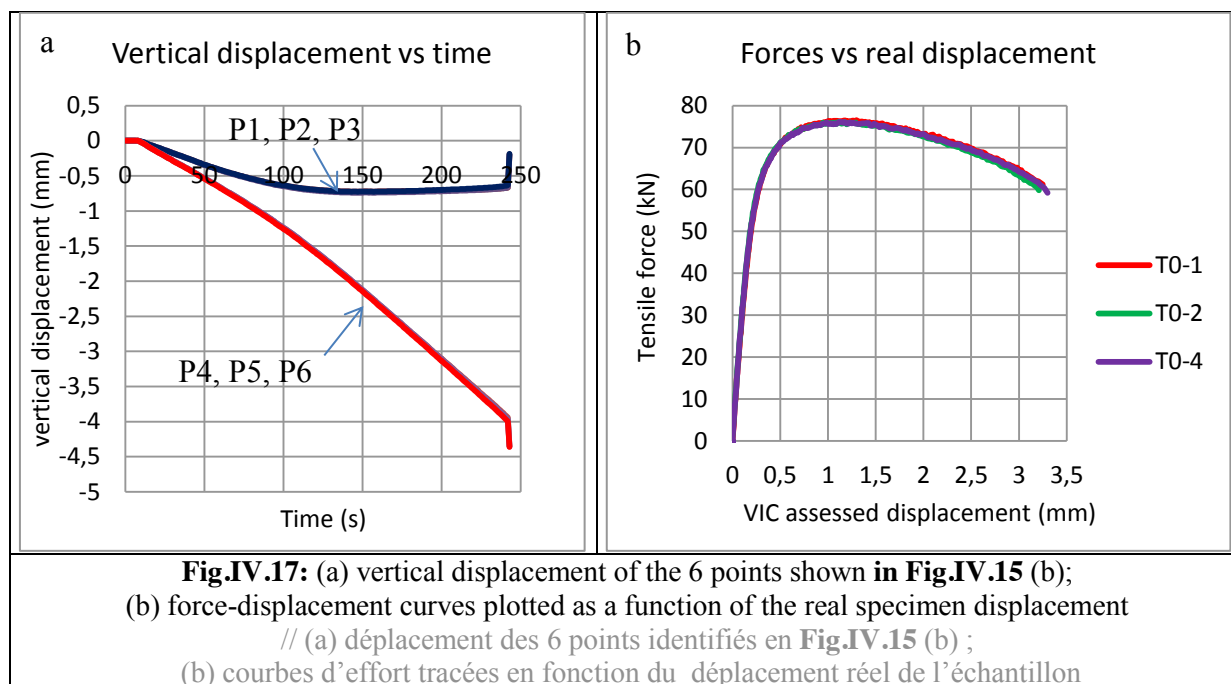 a
Vertical displacement vs time
0,5
0
-0,5
-1
-1,5
-2
-2,5
-3
-3,5
-4
-4,5
-5
vertical displacement (mm)
0 50 100 150 200 250
P1, P2, P3
P4, P5, P6
Time (s)
b
Forces vs real displacement
80
70
60
50
40
30
20
10
0
Tensile force (kN)
0 0,5 1 1,5 2 2,5 3 3,5
VIC assessed displacement (mm)
T0-1
T0-2
T0-4
Fig.IV.17: (a) vertical displacement of the 6 points shown in Fig.IV.15 (b);
(b) force-displacement curves plotted as a function of the real specimen displacement
// (a) déplacement des 6 points identifiés en Fig.IV.15 (b) ;
(b) courbes d’effort tracées en fonction du déplacement réel de l’échantillon